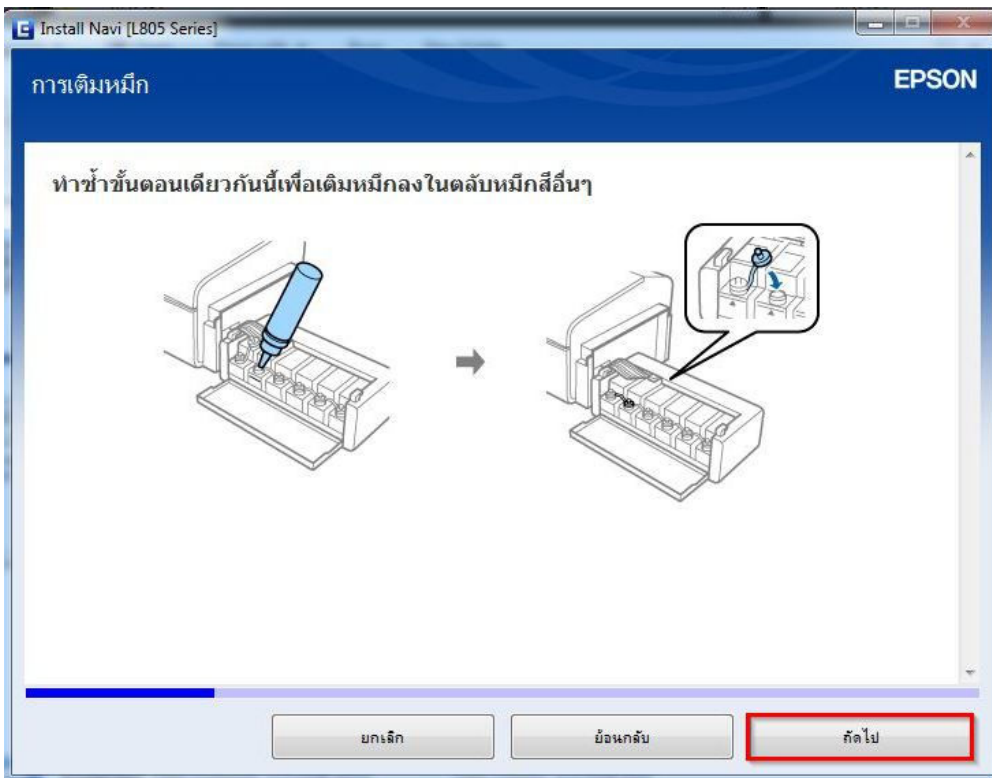 Install Navi [L805 Series]
การเติมหมึก
EPSON
ทำซ้ำขั้นตอนเดียวกันนี้เพื่อเติมหมึกลงในตลับหมึกสีอื่นๆ
ยกเลิก
ย้อนกลับ
ถัดไป